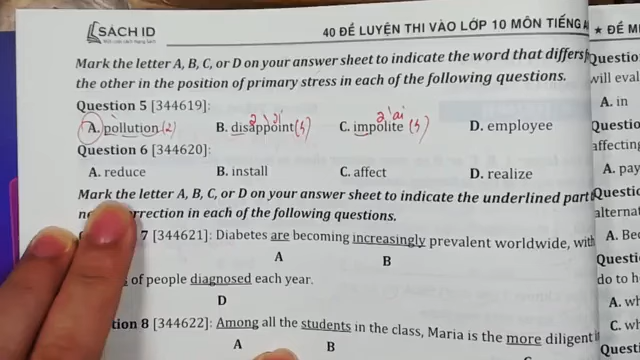 SÁCH ID
40 ĐỀ LUYỆN THI VÀO LỚP 10 MÔN TIẾNG
Mark the letter A, B, C, or D on your answer sheet to indicate the word that differs
the other in the position of primary stress in each of the following questions.
Question 5 [344619]:
A. pollution (2) B. disappoint (3) C. impolite (3) D. employee
Question 6 [344620]:
A. reduce B. install C. affect D. realize
Mark the letter A, B, C, or D on your answer sheet to indicate the underlined part
correction in each of the following questions.
7 [344621]: Diabetes are becoming increasingly prevalent worldwide, with
A B
of people diagnosed each year.
D
tion 8 [344622]: Among all the students in the class, Maria is the more diligent
A B
★ ĐỀ
Questio
will eval
A. in
Questio
affecting
A. pay
Questio
alternat
A. Bec
Questi
do to h
A. wh
C. wh
Quest